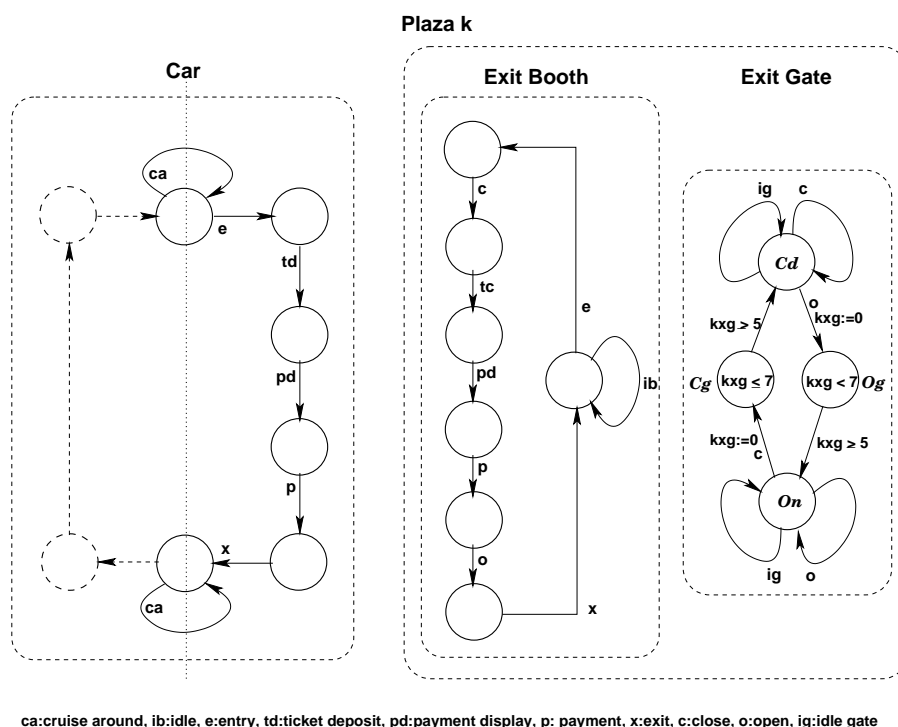 Plaza k
Car
Exit Booth
Exit Gate
ca
e
td
pd
p
x
ca
c
tc
pd
p
o
x
e
ib
ig
c
Cd
o
kxg:=0
kxg > 5
Cg
kxg ≤ 7
kxg < 7
Og
kxg:=0
c
kxg ≥ 5
On
ig
o
ca:cruise around, ib:idle, e:entry, td:ticket deposit, pd:payment display, p: payment, x:exit, c:close, o:open, ig:idle gate